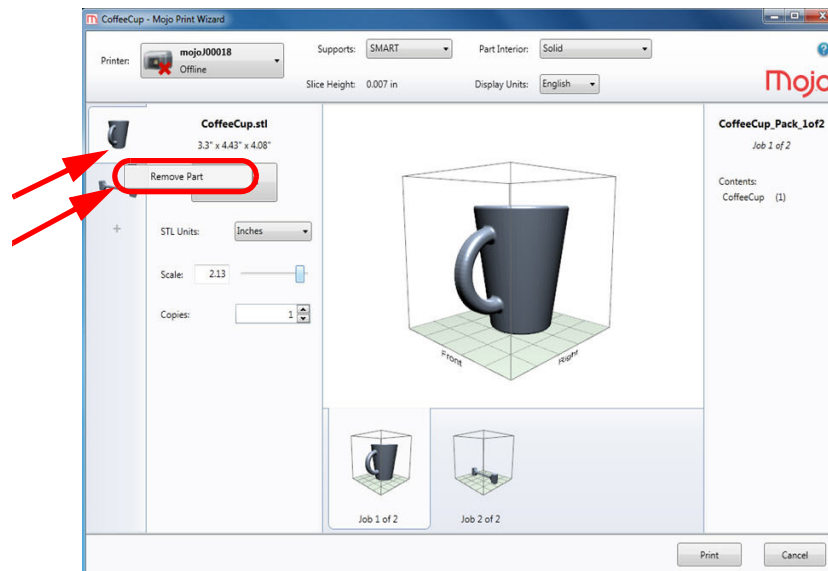 CoffeeCup - Mojo Print Wizard
Printer:
mojoJ00018
Offline
Supports:
SMART
Part Interior:
Solid
Slice Height:
0.007 in
Display Units:
English
Mojo
CoffeeCup.stl
3.3" x 4.43" x 4.08"
Remove Part
STL Units:
Inches
Scale:
2.13
Copies:
1
Front
Right
CoffeeCup_Pack_1of2
Job 1 of 2
Contents:
CoffeeCup (1)
Job 1 of 2
Job 2 of 2
Print
Cancel